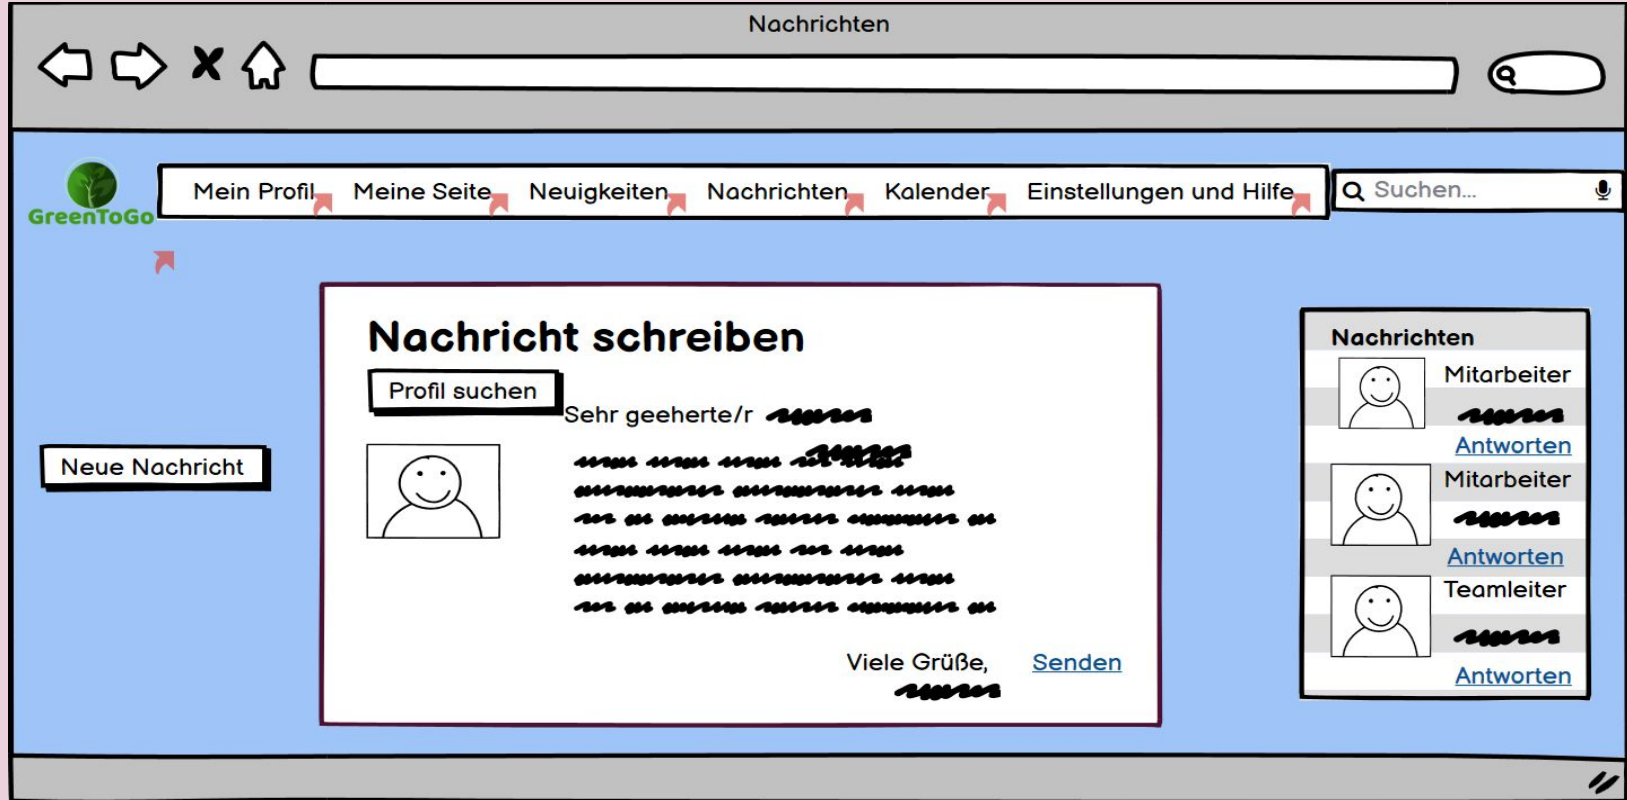 Nachrichten
GreenToGo
Mein Profil Meine Seite Neuigkeiten Nachrichten Kalender Einstellungen und Hilfe
Suchen...
Nachricht schreiben
Profil suchen
Sehr geeherte/r
Viele Grüße,
Senden
Neue Nachricht
Nachrichten
Mitarbeiter
Antworten
Mitarbeiter
Antworten
Teamleiter
Antworten